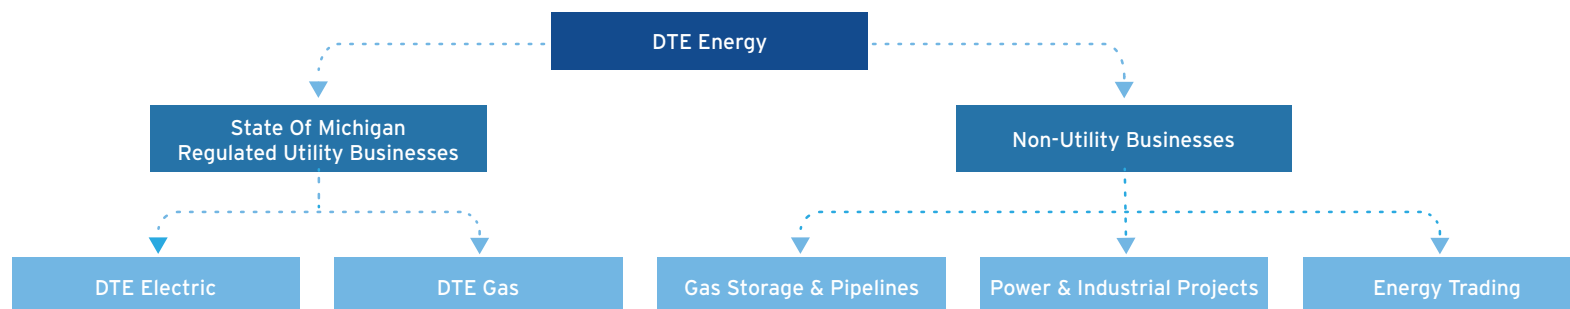 DTE Energy
State Of Michigan
Regulated Utility Businesses
Non-Utility Businesses
DTE Electric
DTE Gas
Gas Storage & Pipelines
Power & Industrial Projects
Energy Trading